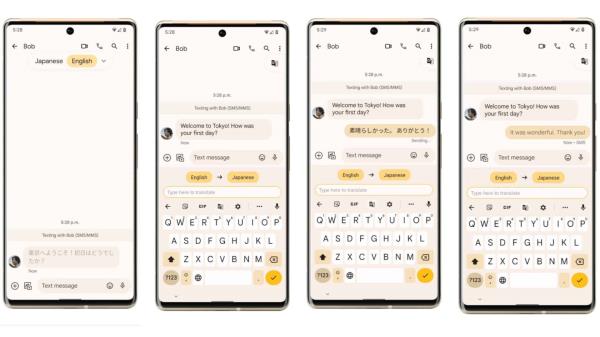 5:28
Bob
Japanese
English
5:28 p.m.
Texting with Bob (SMS/MMS)
東京へようこそ！初日はどうでし
たか？
Now
Text message
5:28
Bob
5:28 p.m.
Texting with Bob (SMS/MMS)
Welcome to Tokyo! How was
your first day?
Now
Text message
English → Japanese
Type here to translate
GIF
Q W E R T Y U I O P
A S D F G H J K L
Z X C V B N M
?123
5:29
Bob
5:28 p.m.
Texting with Bob (SMS/MMS)
Welcome to Tokyo! How was
your first day?
素晴らしかった。 ありがとう！
Sending...
Text message
English → Japanese
Type here to translate
GIF
Q W E R T Y U I O P
A S D F G H J K L
Z X C V B N M
?123
5:29
Bob
5:28 p.m.
Texting with Bob (SMS/MMS)
Welcome to Tokyo! How was
your first day?
It was wonderful. Thank you!
Now • SMS
Text message
English → Japanese
Type here to translate
GIF
Q W E R T Y U I O P
A S D F G H J K L
Z X C V B N M
?123